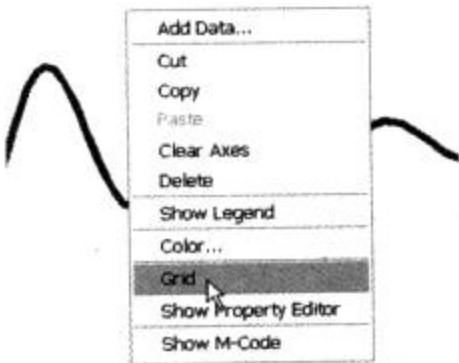 Add Data...
Cut
Copy
Paste
Clear Axes
Delete
Show Legend
Color...
Grid
Show Property Editor
Show M-Code